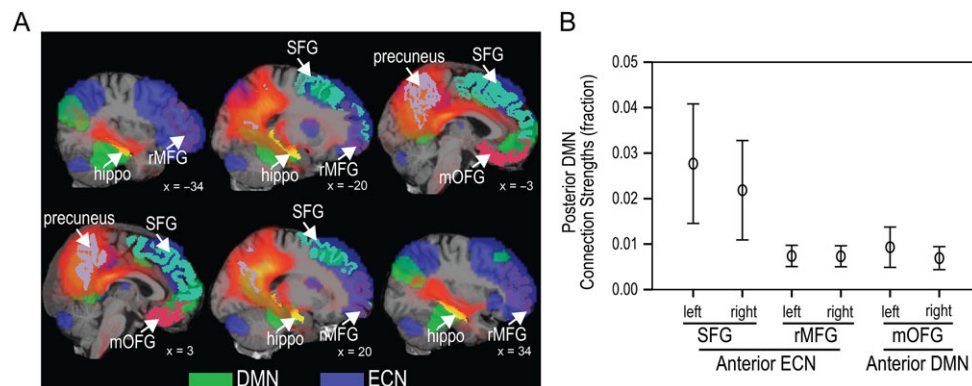 A
B
SFG
precuneus
SFG
rMFG
hippo
x = −34
rMFG
hippo
x = −20
mOFG
x = −3
precuneus
SFG
SFG
mOFG
x = 3
hippo
rMFG
x = 20
hippo
rMFG
x = 34
DMN
ECN
Posterior DMN
Connection Strengths (fraction)
0.05
0.04
0.03
0.02
0.01
0.00
left right left right left right
SFG rMFG mOFG
Anterior ECN Anterior DMN